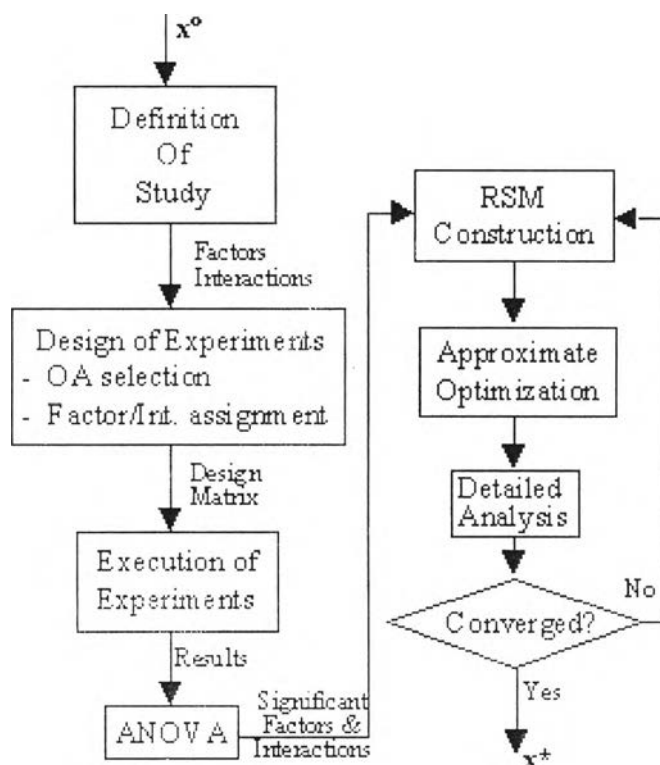 x°
Definition
Of
Study
Factors
Interactions
Design of Experiments
- OA selection
- Factor/Int. assignment
Design
Matrix
Execution of
Experiments
Results
ANOVA
Significant
Factors &
Interactions
RSM
Construction
Approximate
Optimization
Detailed
Analysis
Converged?
No
Yes
x*